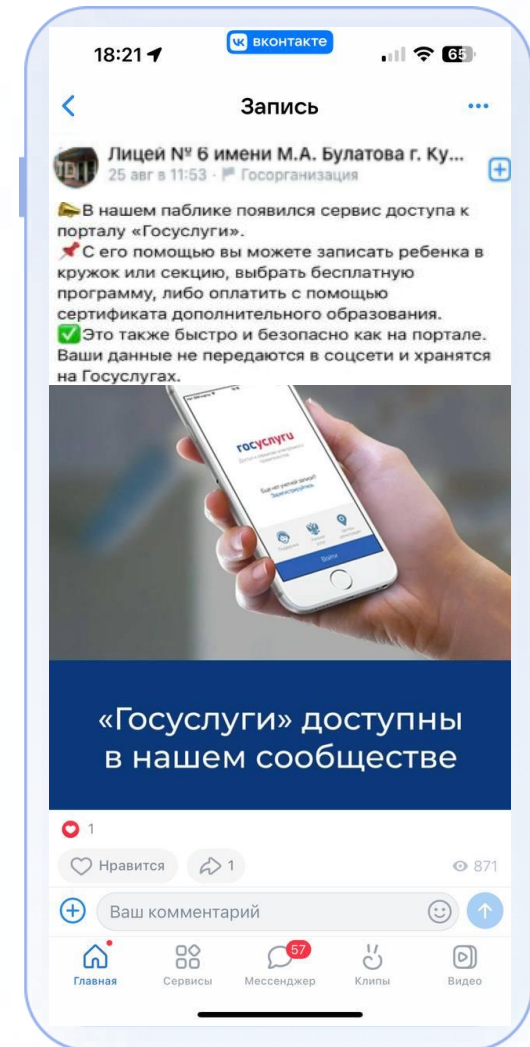 18:21
вконтакте
65
Запись
Лицей № 6 имени М.А. Булатова г. Ку...
25 авг в 11:53 · Госорганизация
В нашем паблике появился сервис доступа к
порталу «Госуслуги».
С его помощью вы можете записать ребенка в
кружок или секцию, выбрать бесплатную
программу, либо оплатить с помощью
сертификата дополнительного образования.
Это также быстро и безопасно как на портале.
Ваши данные не передаются в соцсети и хранятся
на Госуслугах.
госуслуги
Зарегистрируйтесь
Войти
«Госуслуги» доступны
в нашем сообществе
1
Нравится
1
871
Ваш комментарий
57
Главная
Сервисы
Мессенджер
Клипы
Видео